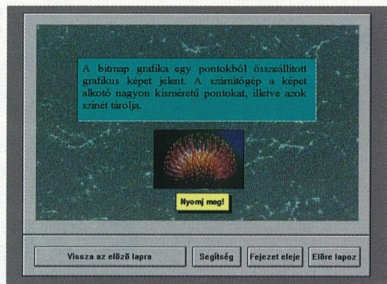 A bitmap grafika egy pontokból összeállított
grafikus képet jelent. A számítógép a képet
alkotó nagyon kisméretű pontokat, illetve azok
színét tárolja.
Nyomj meg!
Vissza az előző lapra
Segítség
Fejezet eleje
Előre lapoz